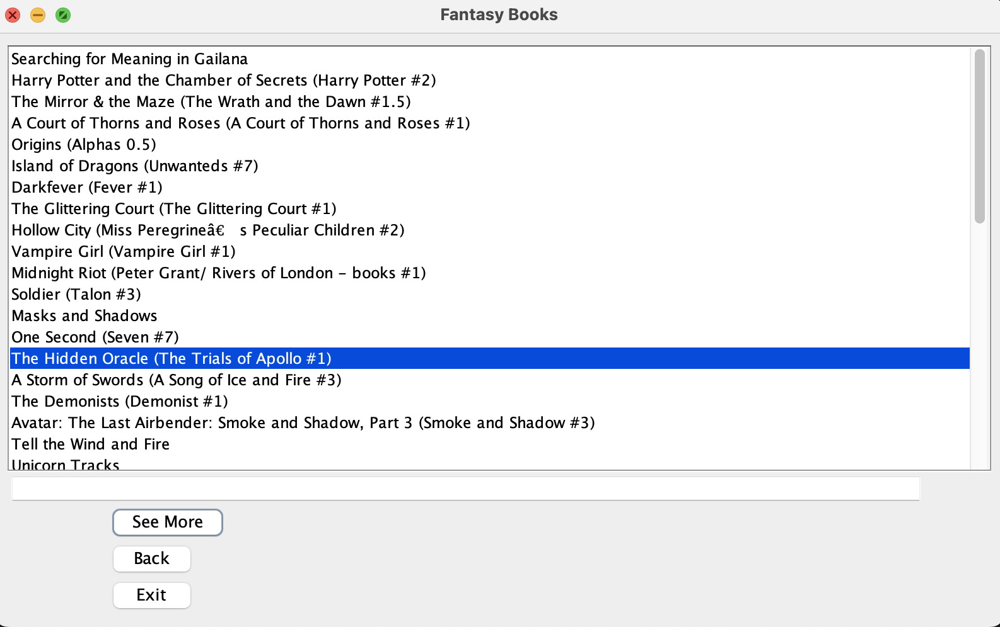 Fantasy Books
Searching for Meaning in Gailana
Harry Potter and the Chamber of Secrets (Harry Potter #2)
The Mirror & the Maze (The Wrath and the Dawn #1.5)
A Court of Thorns and Roses (A Court of Thorns and Roses #1)
Origins (Alphas 0.5)
Island of Dragons (Unwanteds #7)
Darkfever (Fever #1)
The Glittering Court (The Glittering Court #1)
Hollow City (Miss Peregrineâ€ s Peculiar Children #2)
Vampire Girl (Vampire Girl #1)
Midnight Riot (Peter Grant/ Rivers of London - books #1)
Soldier (Talon #3)
Masks and Shadows
One Second (Seven #7)
The Hidden Oracle (The Trials of Apollo #1)
A Storm of Swords (A Song of Ice and Fire #3)
The Demonists (Demonist #1)
Avatar: The Last Airbender: Smoke and Shadow, Part 3 (Smoke and Shadow #3)
Tell the Wind and Fire
Unicorn Tracks
See More
Back
Exit